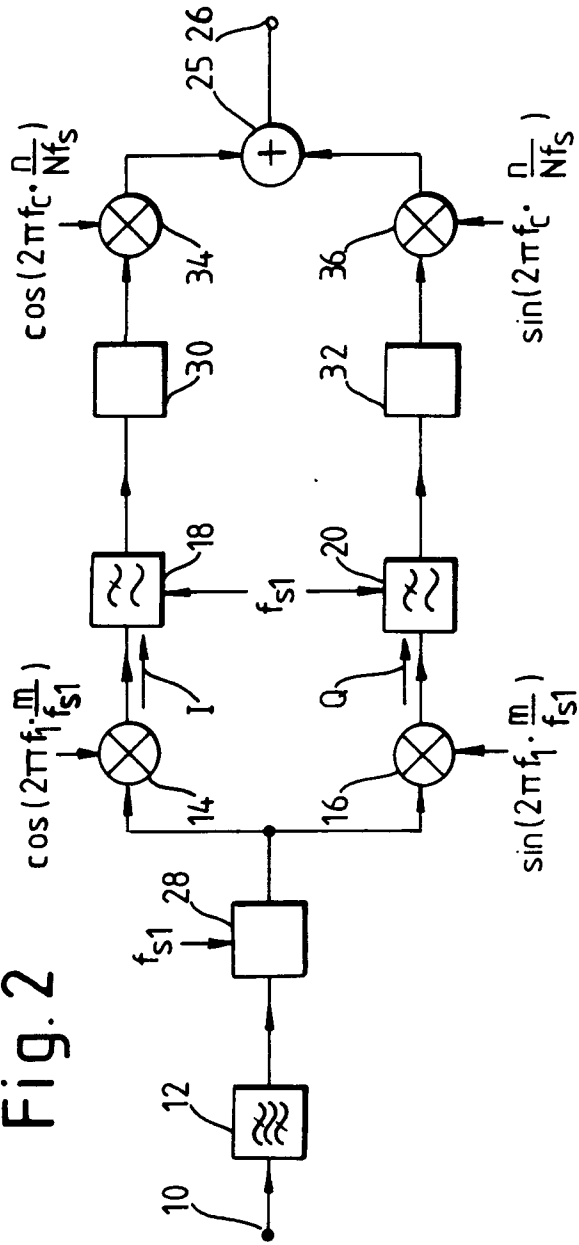 Fig. 2
10
12
28
f_s1
14
cos(2πf_1 · m/f_s1)
I
18
30
34
cos(2πf_c · n/Nf_s)
f_s1
16
sin(2πf_1 · m/f_s1)
Q
20
32
36
sin(2πf_c · n/Nf_s)
+
25
26